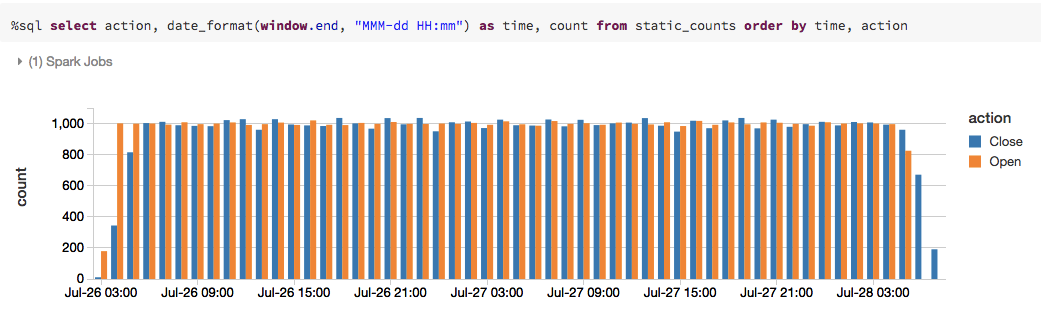 %sql select action, date_format(window.end, "MMM-dd HH:mm") as time, count from static_counts order by time, action
(1) Spark Jobs
action
Close
Open
count
1,000
800
600
400
200
0
Jul-26 03:00 Jul-26 09:00 Jul-26 15:00 Jul-26 21:00 Jul-27 03:00 Jul-27 09:00 Jul-27 15:00 Jul-27 21:00 Jul-28 03:00